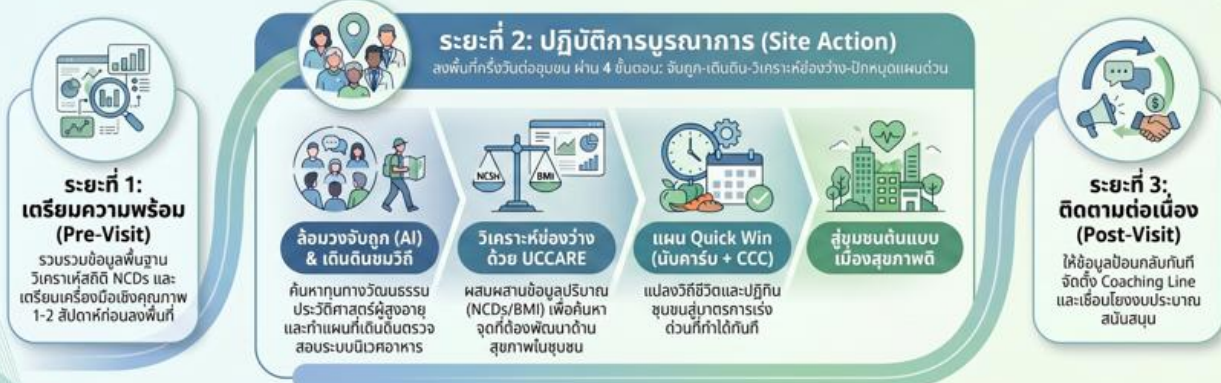 ระยะที่ 1:
เตรียมความพร้อม
(Pre-Visit)
รวบรวมข้อมูลพื้นฐาน
วิเคราะห์สถิติ NCDs และ
เตรียมเครื่องมือเชิงคุณภาพ
1-2 สัปดาห์ก่อนลงพื้นที่
ระยะที่ 2: ปฏิบัติการบูรณาการ (Site Action)
ลงพื้นที่ครึ่งวันต่อชุมชน ผ่าน 4 ขั้นตอน: จับถูก-เดินดิน-วิเคราะห์ช่องว่าง-ปักหมุดแผนด่วน
ล้อมวงจับถูก (AI)
& เดินดินชมวิถี
ค้นหาทุนทางวัฒนธรรม
ประวัติศาสตร์ผู้สูงอายุ
และทำแผนที่เดินดินตรวจ
สอบระบบนิเวศอาหาร
NCSH
BMI
วิเคราะห์ช่องว่าง
ด้วย UCCARE
ผสมผสานข้อมูลปริมาณ
(NCDs/BMI) เพื่อค้นหา
จุดที่ต้องพัฒนาด้าน
สุขภาพในชุมชน
แผน Quick Win
(นับคาร์บ + CCC)
แปลงวิถีชีวิตและปฏิทิน
ชุมชนสู่มาตรการเร่ง
ด่วนที่ทำได้ทันที
สู่ชุมชนต้นแบบ
เมืองสุขภาพดี
ระยะที่ 3:
ติดตามต่อเนื่อง
(Post-Visit)
ให้ข้อมูลป้อนกลับทันที
จัดตั้ง Coaching Line
และเชื่อมโยงงบประมาณ
สนับสนุน